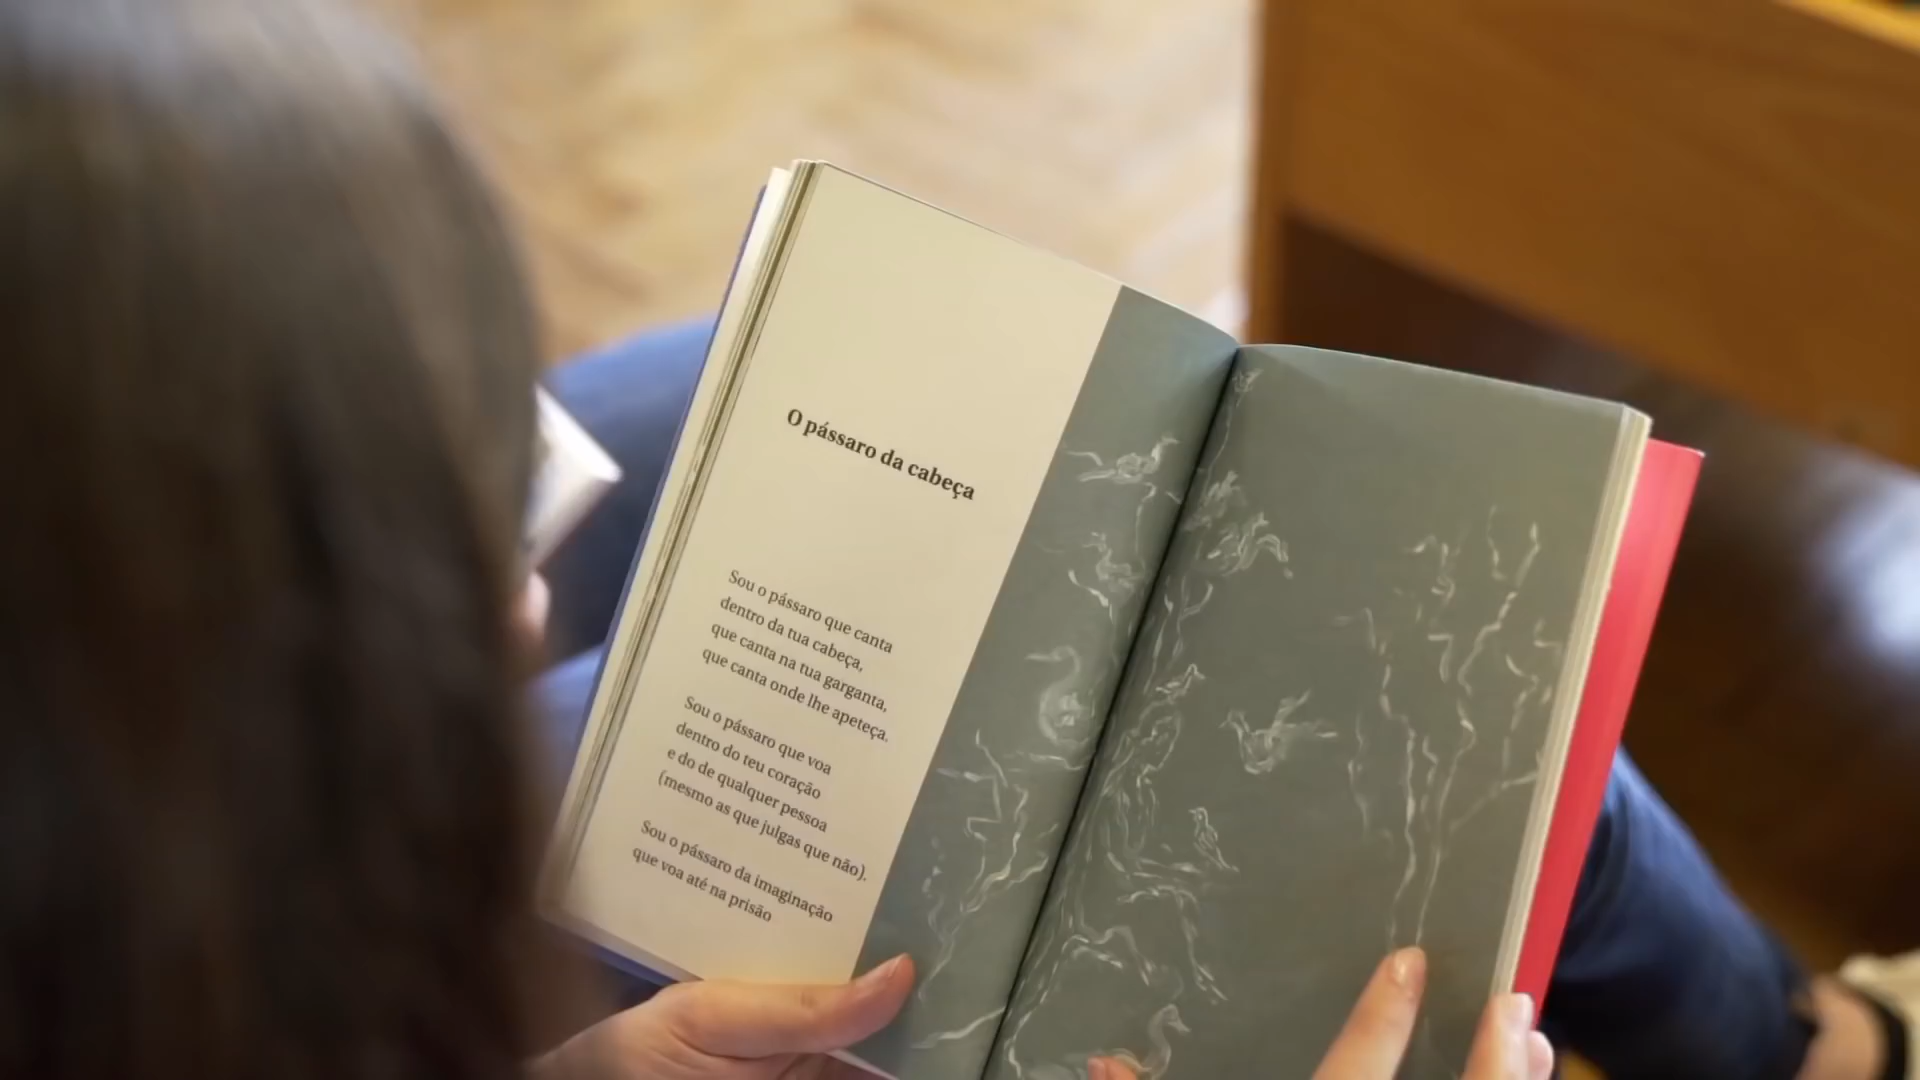 O pássaro da cabeça
Sou o pássaro que canta
dentro da tua cabeça,
que canta na tua garganta,
que canta onde lhe apeteça.
Sou o pássaro que voa
dentro do teu coração
e do de qualquer pessoa
(mesmo as que julgas que não).
Sou o pássaro da imaginação
que voa até na prisão